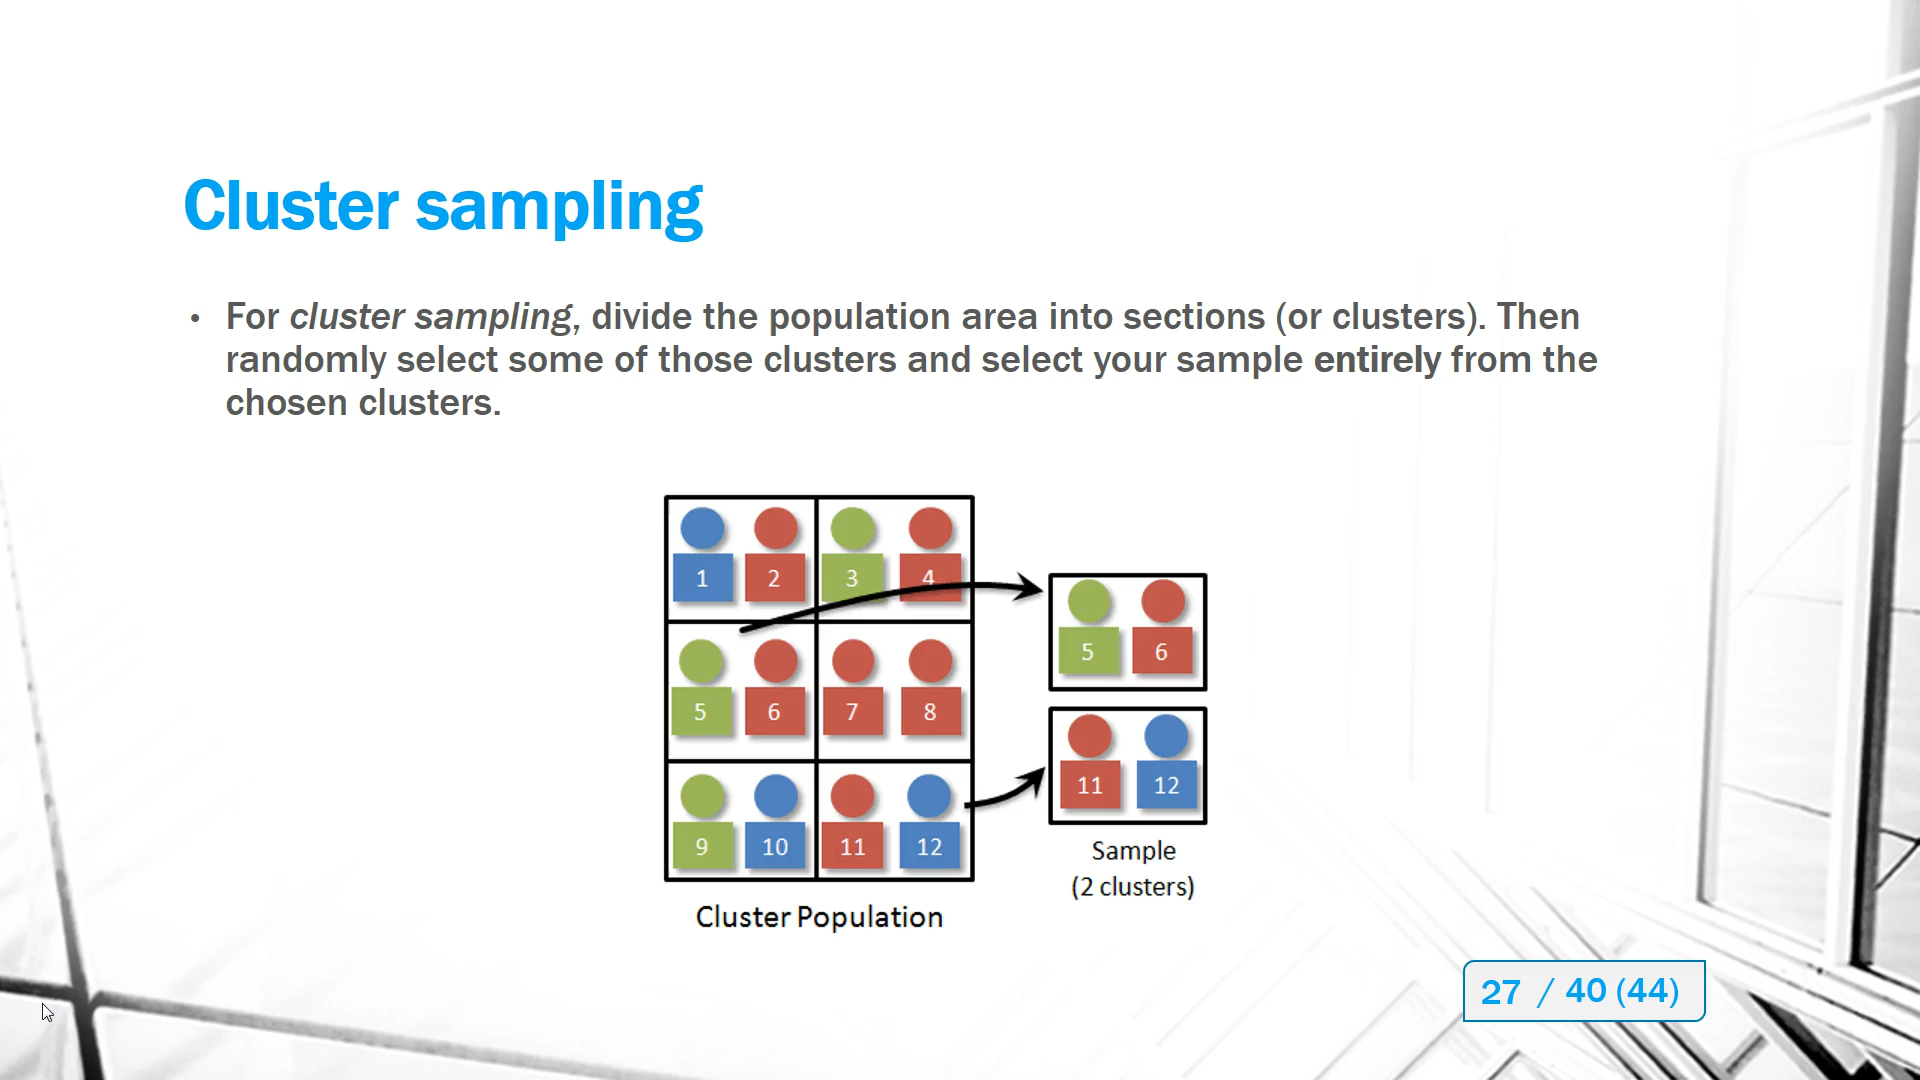 Cluster sampling
• For cluster sampling, divide the population area into sections (or clusters). Then
randomly select some of those clusters and select your sample entirely from the
chosen clusters.
1 2 3 4
5 6 7 8
9 10 11 12
Cluster Population
5 6
11 12
Sample
(2 clusters)
27 / 40 (44)